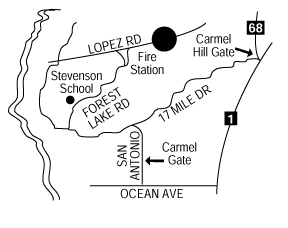 68
Carmel
Hill Gate
LOPEZ RD
Fire
Station
Stevenson
School
FOREST
LAKE RD
17 MILE DR
1
SAN
ANTONIO
Carmel
Gate
OCEAN AVE